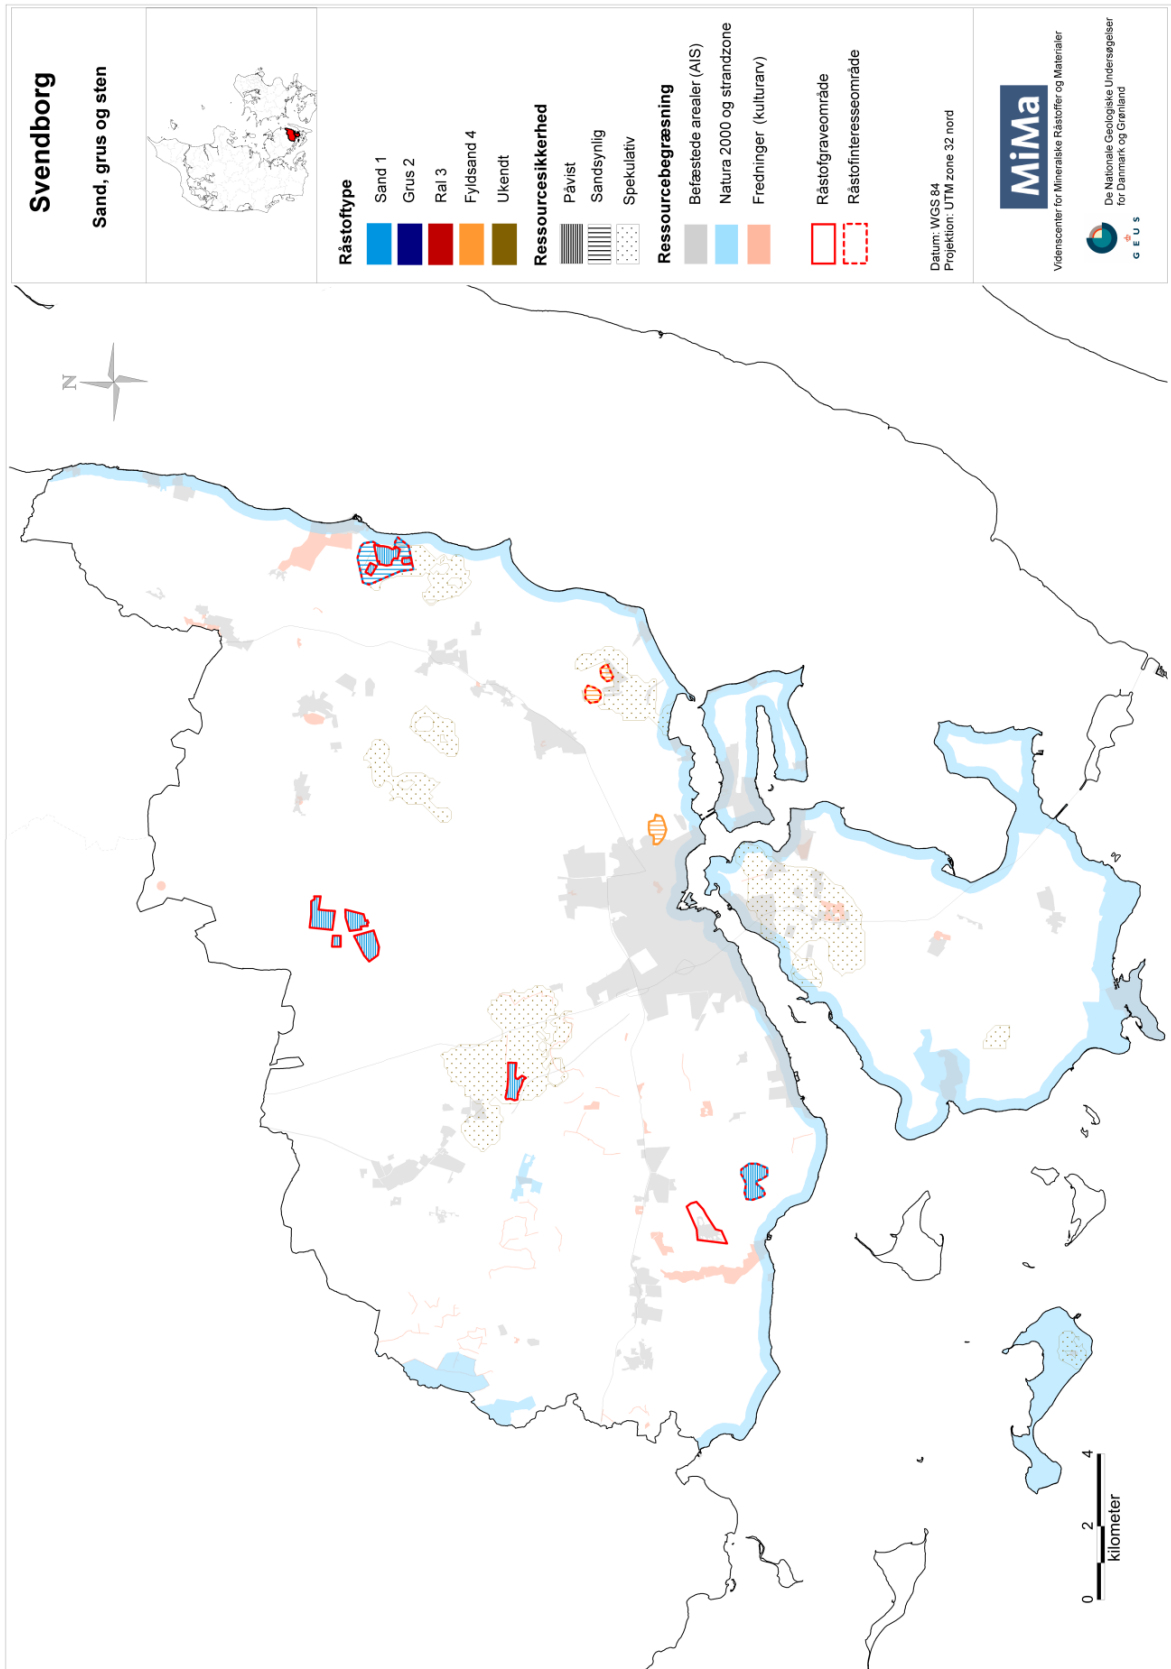 Svendborg
Sand, grus og sten
Råstoftype
Sand 1
Grus 2
Ral 3
Fyldsand 4
Ukendt
Ressourcesikkerhed
Påvist
Sandsynlig
Spekulativ
Ressourcebegræsning
Befæstede arealer (AIS)
Natura 2000 og strandzone
Fredninger (kulturarv)
Råstofgraveområde
Råstofinteresseområde
Datum: WGS 84
Projektion: UTM zone 32 nord
MiMa
Videnscenter for Mineralske Råstoffer og Materialer
G E U S
De Nationale Geologiske Undersøgelser
for Danmark og Grønland
N
0 2 4
kilometer